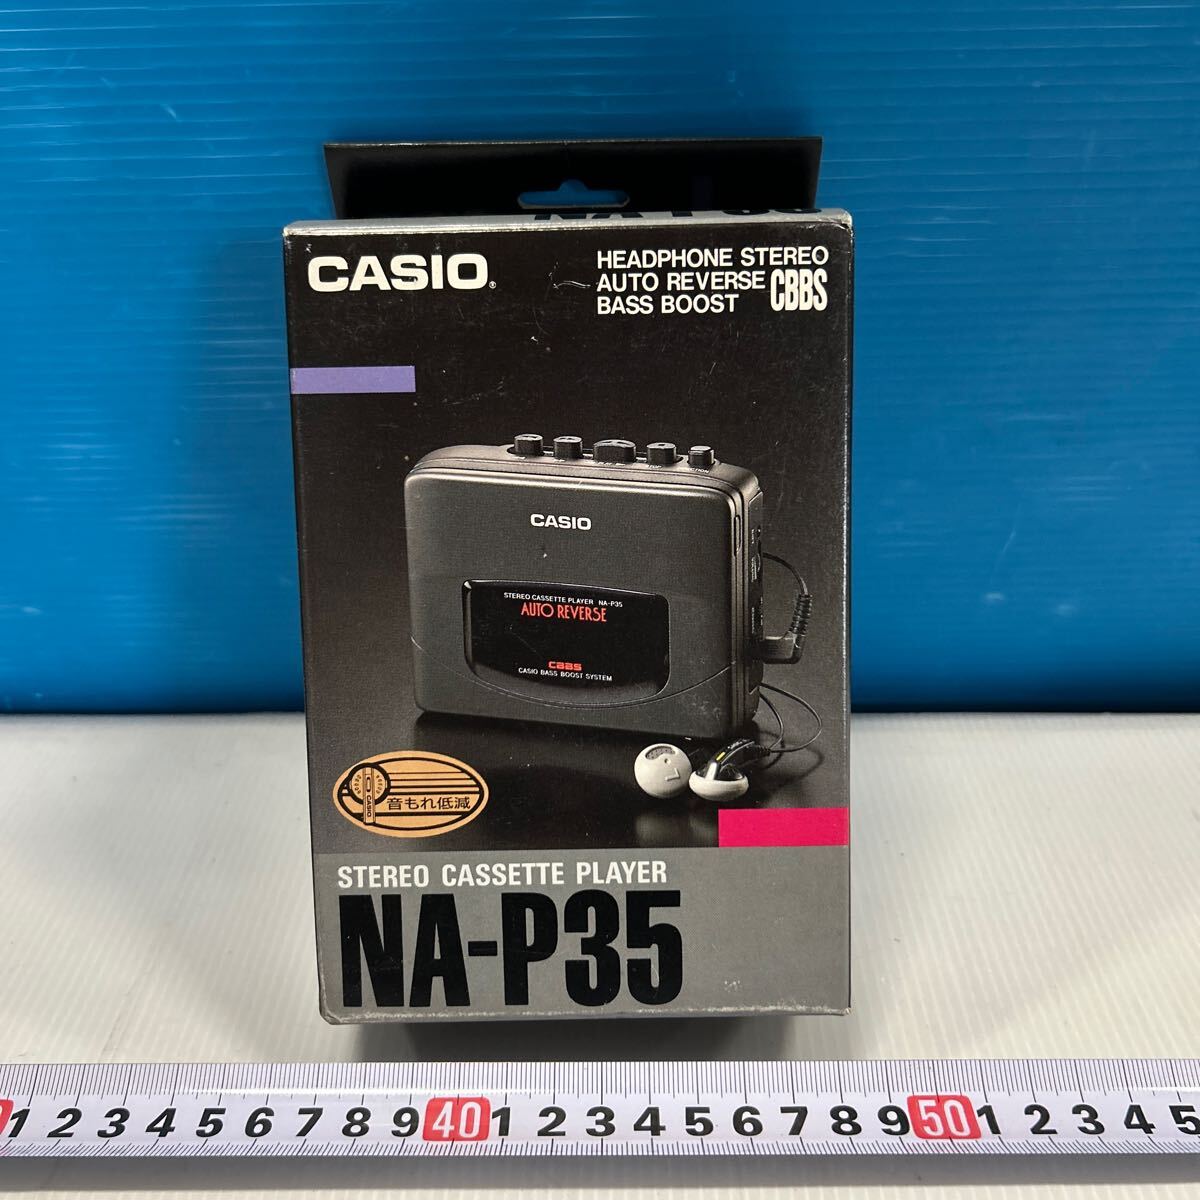 CASIO®
HEADPHONE STEREO
AUTO REVERSE
BASS BOOST CBBS
CASIO
STEREO CASSETTE PLAYER NA-P35
AUTO REVERSE
CBBS
CASIO BASS BOOST SYSTEM
L
CASIO
音もれ低減
STEREO CASSETTE PLAYER
NA-P35
1 2 3 4 5 6 7 8 9 40 1 2 3 4 5 6 7 8 9 50 1 2 3 4 5